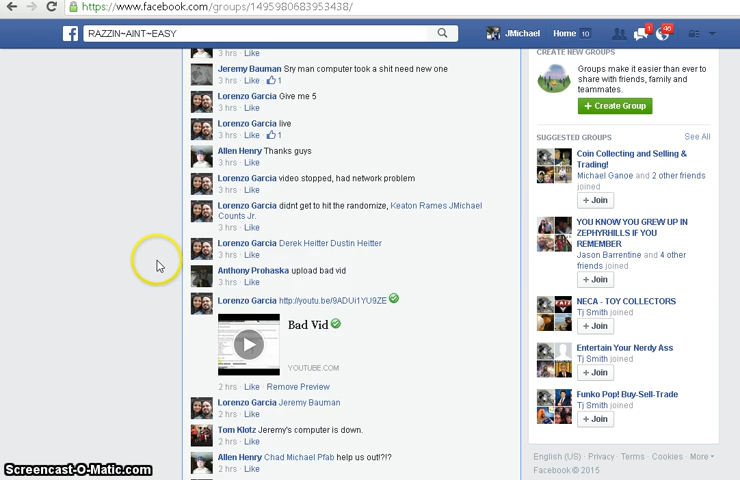 https://www.facebook.com/groups/1495980683953438/
RAZZIN~AINT~EASY
JMichael Home 10
1
46
3 hrs · Like
Jeremy Bauman Sry man computer took a shit need new one
3 hrs · Like · 1
Lorenzo Garcia Give me 5
3 hrs · Like
Lorenzo Garcia live
3 hrs · Like · 1
Allen Henry Thanks guys
3 hrs · Like
Lorenzo Garcia video stopped, had network problem
3 hrs · Like
Lorenzo Garcia didnt get to hit the randomize, Keaton Rames JMichael
Counts Jr.
3 hrs · Like
Lorenzo Garcia Derek Heitter Dustin Heitter
3 hrs · Like
Anthony Prohaska upload bad vid
3 hrs · Like
Lorenzo Garcia http://youtu.be/9ADUi1YU9ZE
Bad Vid
YOUTUBE.COM
2 hrs · Like · Remove Preview
Lorenzo Garcia Jeremy Bauman
2 hrs · Like
Tom Klotz Jeremy's computer is down.
2 hrs · Like
Allen Henry Chad Michael Pfab help us out!?!?
2 hrs · Like
CREATE NEW GROUPS
Groups make it easier than ever to
share with friends, family and
teammates.
+ Create Group
SUGGESTED GROUPS See All
Coin Collecting and Selling &
Trading!
Michael Ganoe and 2 other friends
joined
+ Join
YOU KNOW YOU GREW UP IN
ZEPHYRHILLS IF YOU
REMEMBER
Jason Barrentine and 4 other
friends joined
+ Join
NECA - TOY COLLECTORS
Tj Smith joined
+ Join
Entertain Your Nerdy Ass
Tj Smith joined
+ Join
Funko Pop! Buy-Sell-Trade
Tj Smith joined
+ Join
English (US) · Privacy · Terms · Cookies · More
Facebook © 2015
Screencast-O-Matic.com